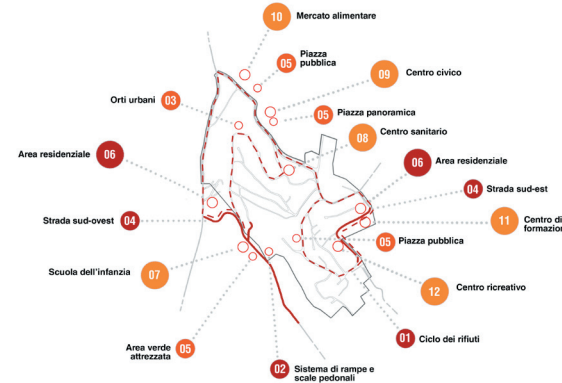 10 Mercato alimentare
05 Piazza
pubblica
09 Centro civico
03 Orti urbani
05 Piazza panoramica
08 Centro sanitario
06 Area residenziale
06 Area residenziale
04 Strada sud-est
Strada sud-ovest 04
11 Centro di
formazion
05 Piazza pubblica
Scuola dell'infanzia 07
12 Centro ricreativo
01 Ciclo dei rifiuti
Area verde
attrezzata 05
02 Sistema di rampe e
scale pedonali